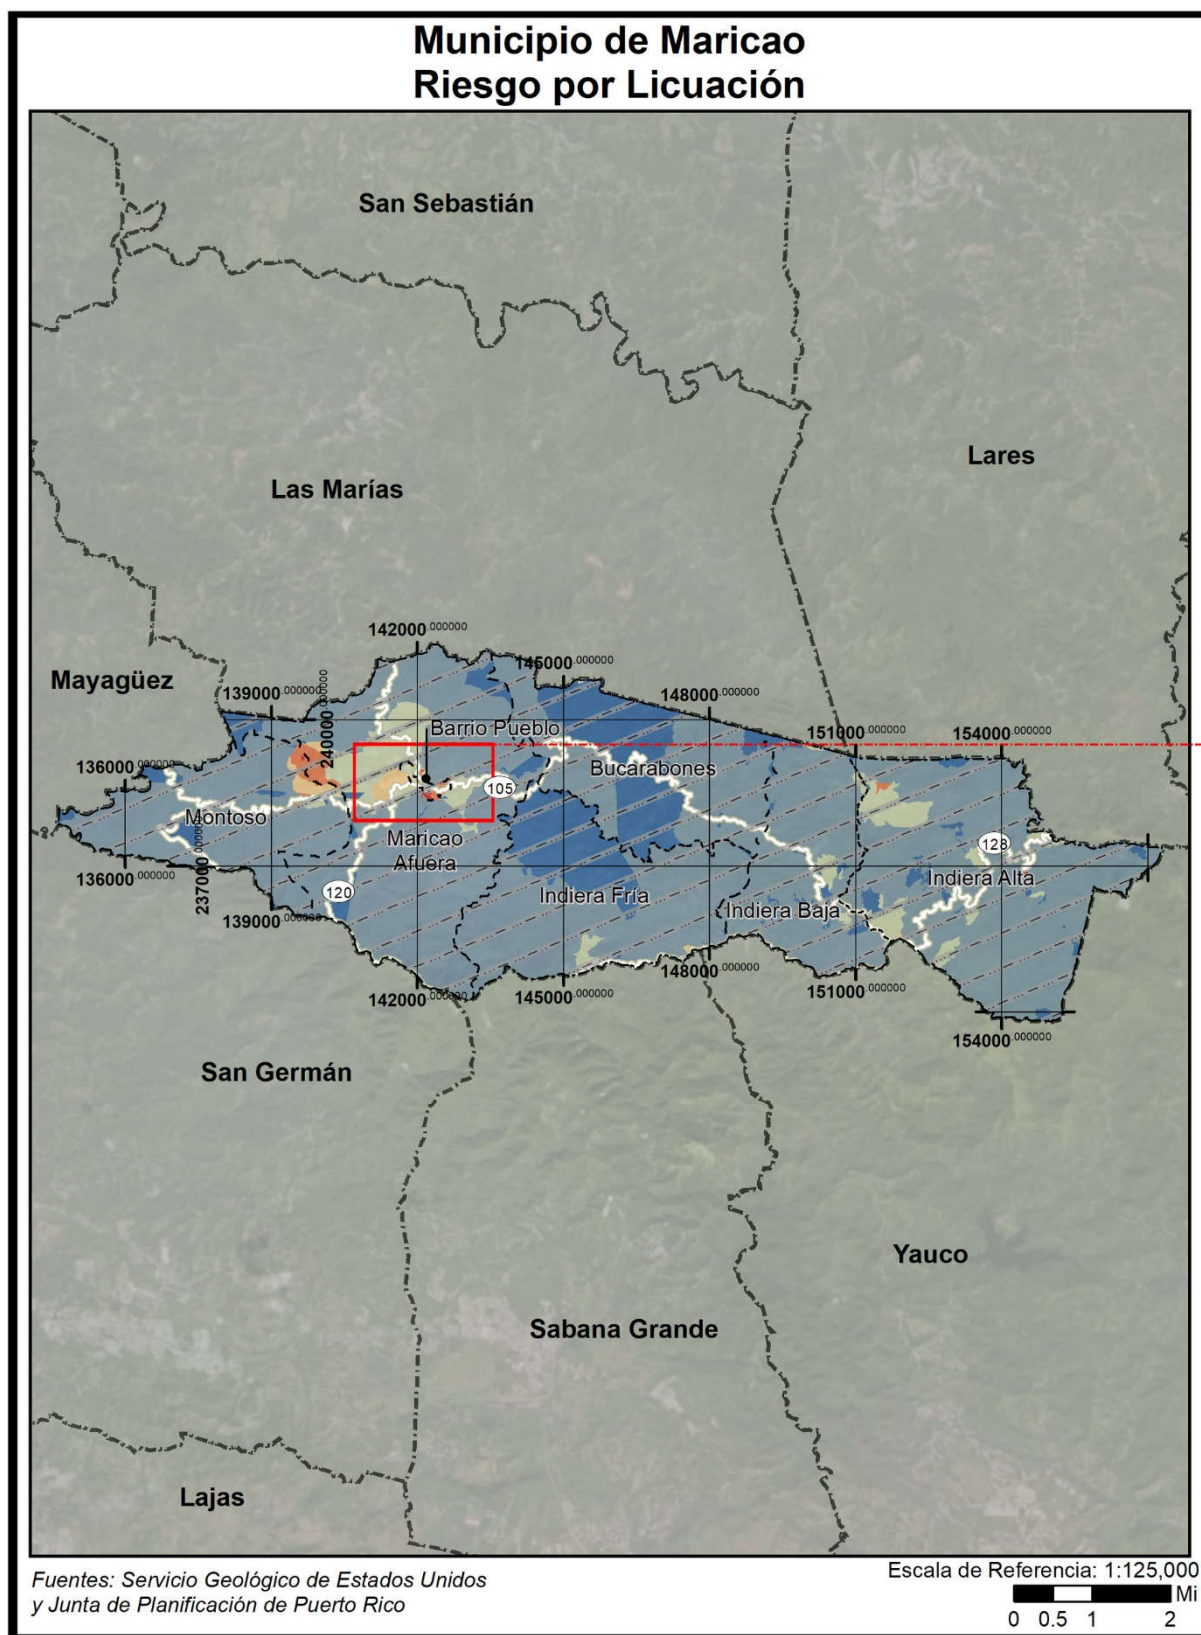 Municipio de Maricao
Riesgo por Licuación
San Sebastián
Lares
Las Marías
142000.000000
Mayagüez
145000.000000
139000.000000
148000.000000
240000.000000
Barrio Pueblo
151000.000000
154000.000000
136000.000000
Bucarabones
105
Montoso
Maricao
Afuera
128
136000.000000
237000.000000
120
Indiera Fría
Indiera Alta
139000.000000
Indiera Baja
148000.000000
142000.000000
145000.000000
151000.000000
154000.000000
San Germán
Yauco
Sabana Grande
Lajas
Fuentes: Servicio Geológico de Estados Unidos
y Junta de Planificación de Puerto Rico
Escala de Referencia: 1:125,000
Mi
0 0.5 1 2